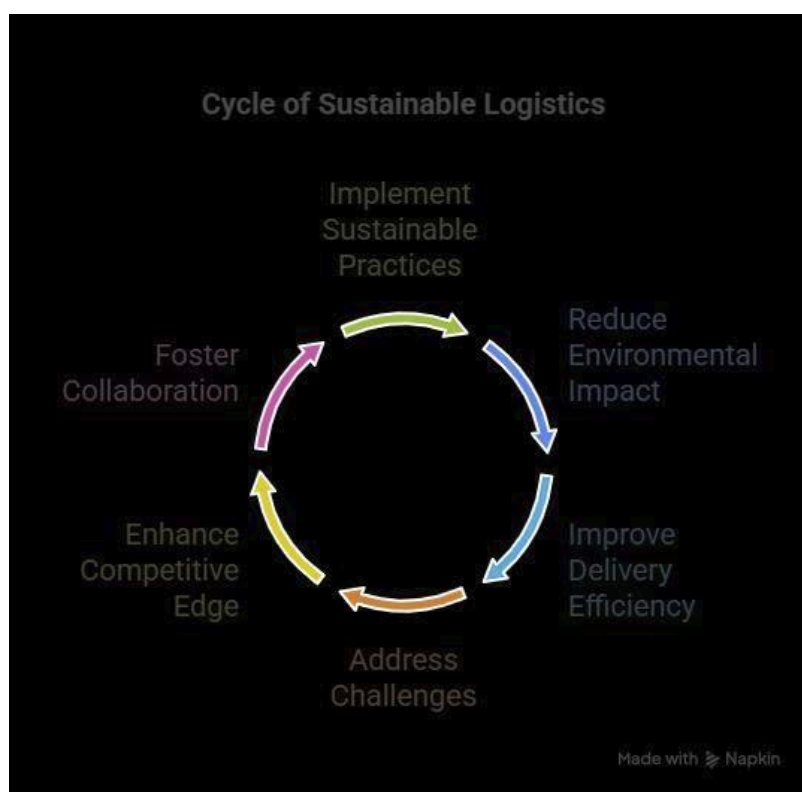 Cycle of Sustainable Logistics
Implement
Sustainable
Practices
Reduce
Environmental
Impact
Improve
Delivery
Efficiency
Address
Challenges
Enhance
Competitive
Edge
Foster
Collaboration
Made with Napkin